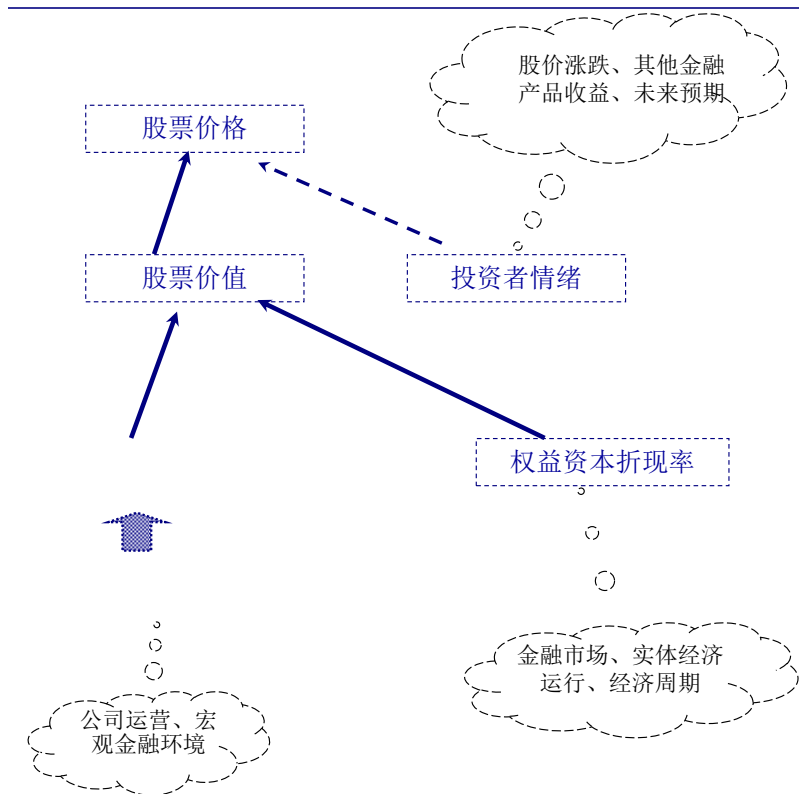 股价涨跌、其他金融
产品收益、未来预期
股票价格
股票价值
投资者情绪
权益资本折现率
金融市场、实体经济
运行、经济周期
公司运营、宏
观金融环境